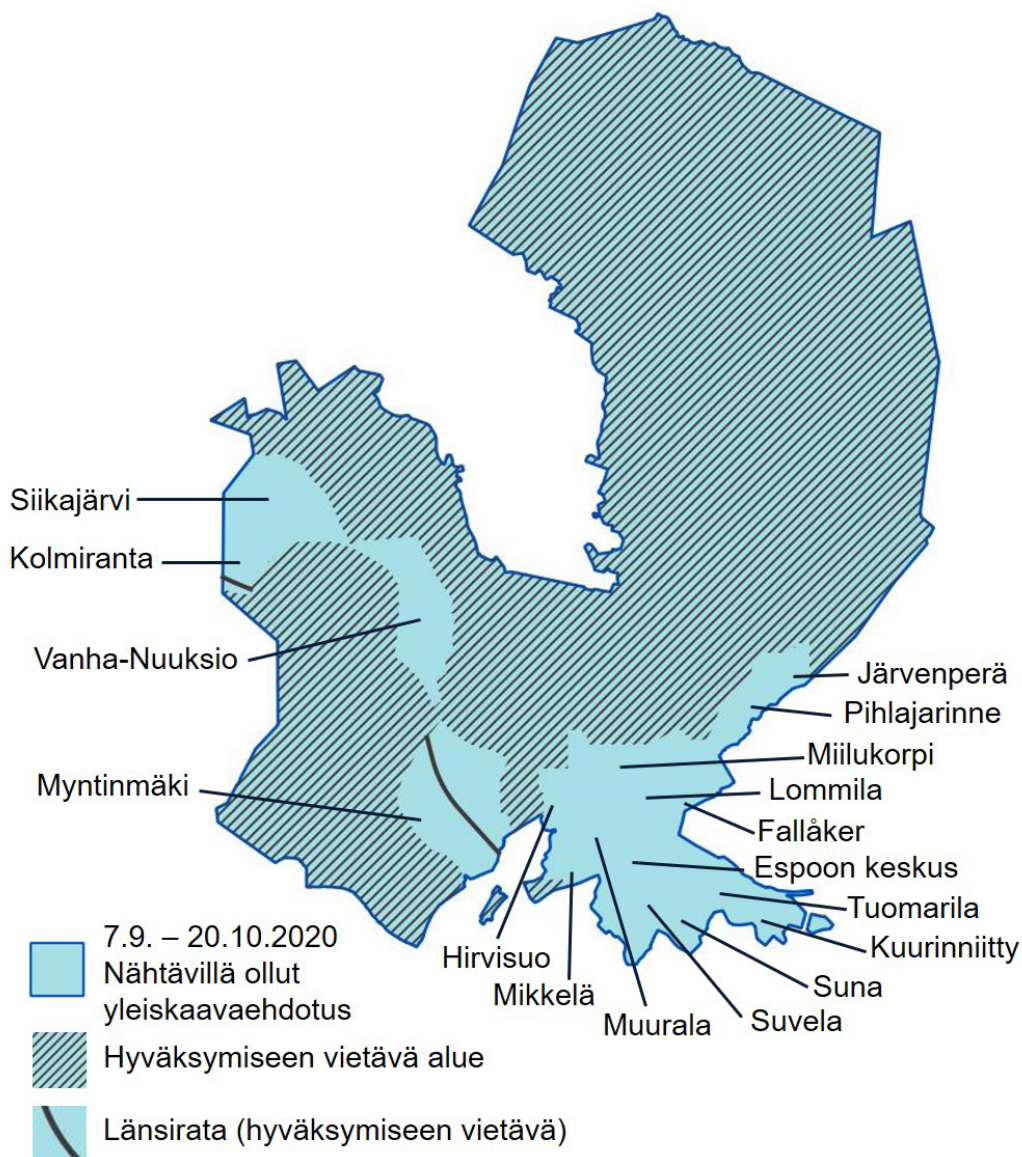 Siikajärvi
Kolmiranta
Vanha-Nuuksio
Myntinmäki
Järvenperä
Pihlajarinne
Miilukorpi
Lommila
Fallåker
Espoon keskus
Tuomarila
Kuurinniitty
Suna
Suvela
Muurala
Mikkelä
Hirvisuo
7.9. – 20.10.2020
Nähtävillä ollut
yleiskaavaehdotus
Hyväksymiseen vietävä alue
Länsirata (hyväksymiseen vietävä)